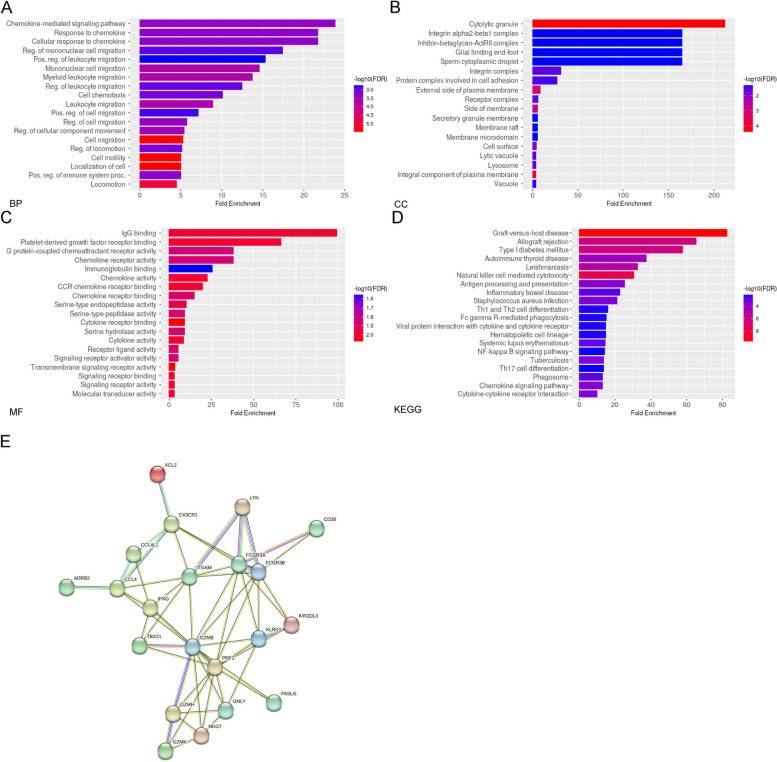 A
Chemokine-mediated signaling pathway
Response to chemokine
Cellular response to chemokine
Reg. of mononuclear cell migration
Pos. reg. of leukocyte migration
Mononuclear cell migration
Myeloid leukocyte migration
Reg. of leukocyte migration
Cell chemotaxis
Leukocyte migration
Pos. reg. of cell migration
Reg. of cell migration
Reg. of cellular component movement
Cell migration
Reg. of locomotion
Cell motility
Localization of cell
Pos. reg. of immune system proc.
Locomotion
0 5 10 15 20 25
Fold Enrichment
-log10(FDR)
3.0
3.5
4.0
4.5
5.0
BP
B
Cytolytic granule
Integrin alpha2-beta1 complex
Inhibin-betaglycan-ActRII complex
Glial limiting end-foot
Sperm cytoplasmic droplet
Integrin complex
Protein complex involved in cell adhesion
External side of plasma membrane
Receptor complex
Side of membrane
Secretory granule membrane
Membrane raft
Membrane microdomain
Cell surface
Lytic vacuole
Lysosome
Integral component of plasma membrane
Vacuole
0 50 100 150 200
Fold Enrichment
-log10(FDR)
2
3
4
CC
C
IgG binding
Platelet-derived growth factor receptor binding
G protein-coupled chemoattractant receptor activity
Chemokine receptor activity
Immunoglobulin binding
Chemokine activity
CCR chemokine receptor binding
Chemokine receptor binding
Serine-type endopeptidase activity
Serine-type peptidase activity
Cytokine receptor binding
Serine hydrolase activity
Cytokine activity
Receptor ligand activity
Signaling receptor activator activity
Transmembrane signaling receptor activity
Signaling receptor binding
Signaling receptor activity
Molecular transducer activity
0 25 50 75 100
Fold Enrichment
-log10(FDR)
1.6
1.7
1.8
1.9
2.0
MF
D
Graft-versus-host disease
Allograft rejection
Type I diabetes mellitus
Autoimmune thyroid disease
Leishmaniasis
Natural killer cell mediated cytotoxicity
Antigen processing and presentation
Inflammatory bowel disease
Staphylococcus aureus infection
Th1 and Th2 cell differentiation
Fc gamma R-mediated phagocytosis
Viral protein interaction with cytokine and cytokine receptor
Hematopoietic cell lineage
Systemic lupus erythematosus
NF-kappa B signaling pathway
Tuberculosis
Th17 cell differentiation
Phagosome
Chemokine signaling pathway
Cytokine-cytokine receptor interaction
0 20 40 60 80
Fold Enrichment
-log10(FDR)
4
6
8
KEGG
E
XCL2
LYN
CX3CR1
CD38
CCL4L1
FCGR3A
ITGAM
FCGR3B
ADRB2
CCL4
IFNG
KIR2DL3
TBX21
GZMB
KLRD1
PRF1
FASLG
GZMH
GNLY
NKG7
GZMK